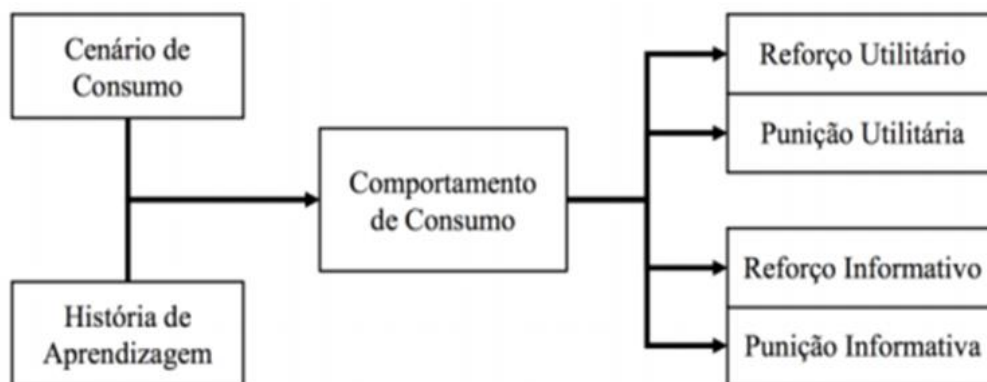 Cenário de
Consumo
História de
Aprendizagem
Comportamento
de Consumo
Reforço Utilitário
Punição Utilitária
Reforço Informativo
Punição Informativa